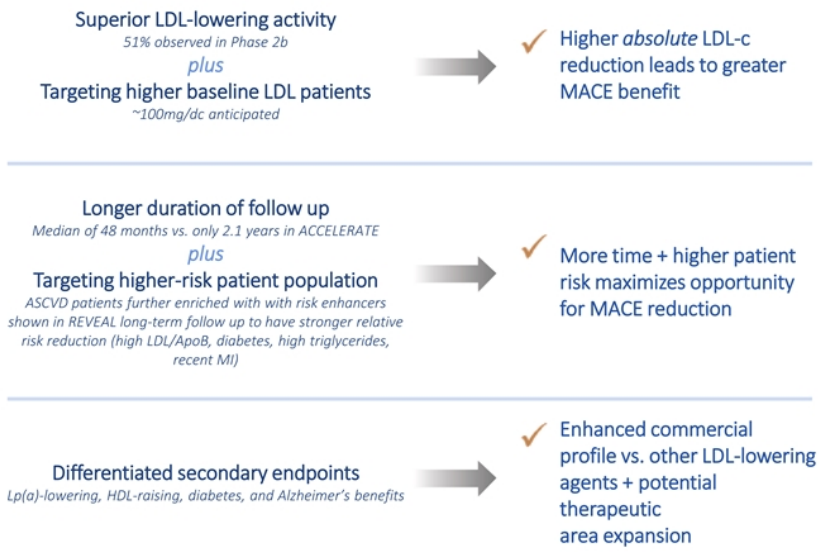 Superior LDL-lowering activity
51% observed in Phase 2b
plus
Targeting higher baseline LDL patients
~100mg/dc anticipated
Higher absolute LDL-c
reduction leads to greater
MACE benefit
Longer duration of follow up
Median of 48 months vs. only 2.1 years in ACCELERATE
plus
Targeting higher-risk patient population
ASCVD patients further enriched with with risk enhancers
shown in REVEAL long-term follow up to have stronger relative
risk reduction (high LDL/ApoB, diabetes, high triglycerides,
recent MI)
More time + higher patient
risk maximizes opportunity
for MACE reduction
Differentiated secondary endpoints
Lp(a)-lowering, HDL-raising, diabetes, and Alzheimer's benefits
Enhanced commercial
profile vs. other LDL-lowering
agents + potential
therapeutic
area expansion